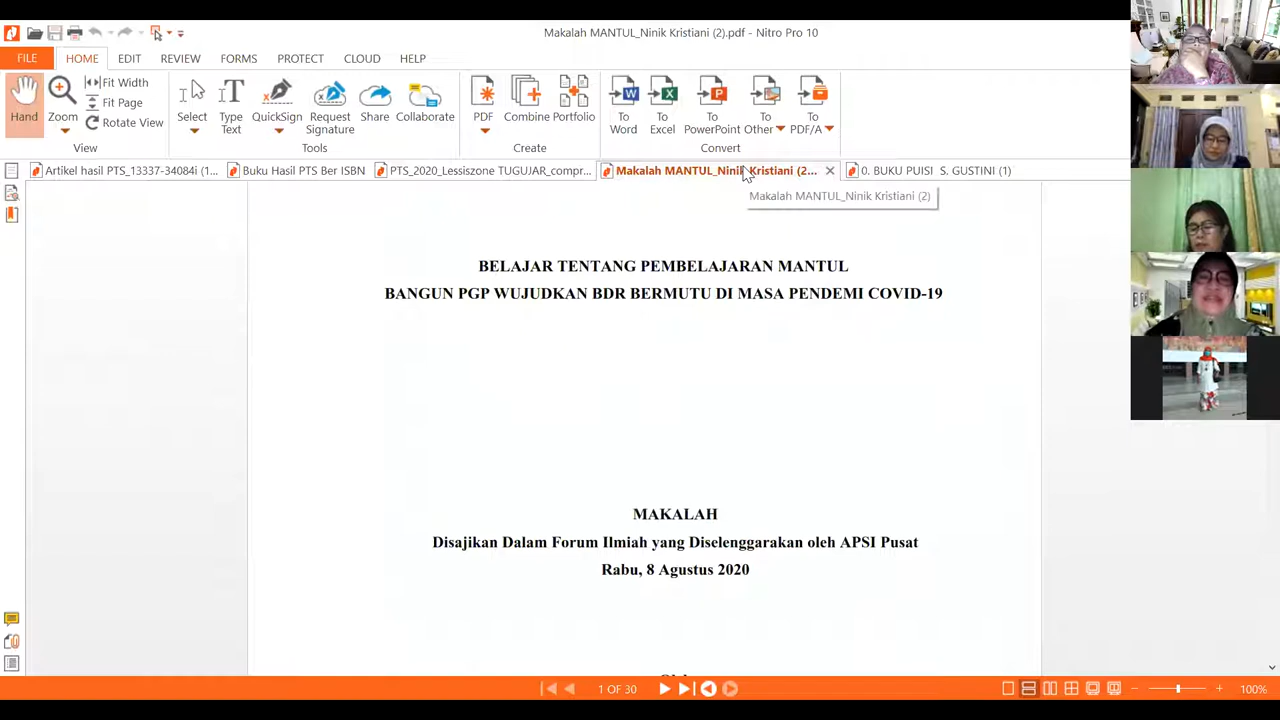 Makalah MANTUL_Ninik Kristiani (2).pdf - Nitro Pro 10
FILE HOME EDIT REVIEW FORMS PROTECT CLOUD HELP
Hand
Zoom
Fit Width
Fit Page
Rotate View
View
Select
Type Text
QuickSign
Request Signature
Share
Collaborate
Tools
PDF
Combine
Portfolio
Create
To Word
To Excel
To PowerPoint
To Other
To PDF/A
Convert
Artikel hasil PTS_13337-34084i (1...
Buku Hasil PTS Ber ISBN
PTS_2020_Lessiszone TUGUJAR_compr...
Makalah MANTUL_Ninik Kristiani (2...
0. BUKU PUISI S. GUSTINI (1)
Makalah MANTUL_Ninik Kristiani (2)
BELAJAR TENTANG PEMBELAJARAN MANTUL
BANGUN PGP WUJUDKAN BDR BERMUTU DI MASA PENDEMI COVID-19
MAKALAH
Disajikan Dalam Forum Ilmiah yang Diselenggarakan oleh APSI Pusat
Rabu, 8 Agustus 2020
1 OF 30
100%